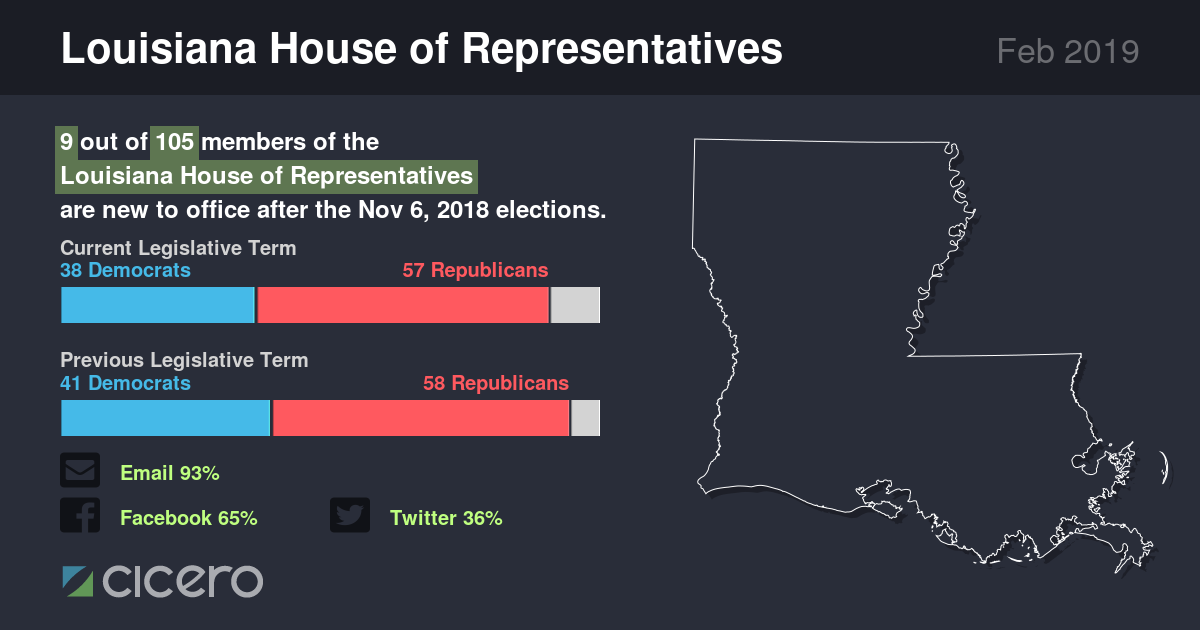 Louisiana House of Representatives
Feb 2019
9 out of 105 members of the
Louisiana House of Representatives
are new to office after the Nov 6, 2018 elections.
Current Legislative Term
38 Democrats 57 Republicans
Previous Legislative Term
41 Democrats 58 Republicans
Email 93%
Facebook 65% Twitter 36%
cicero